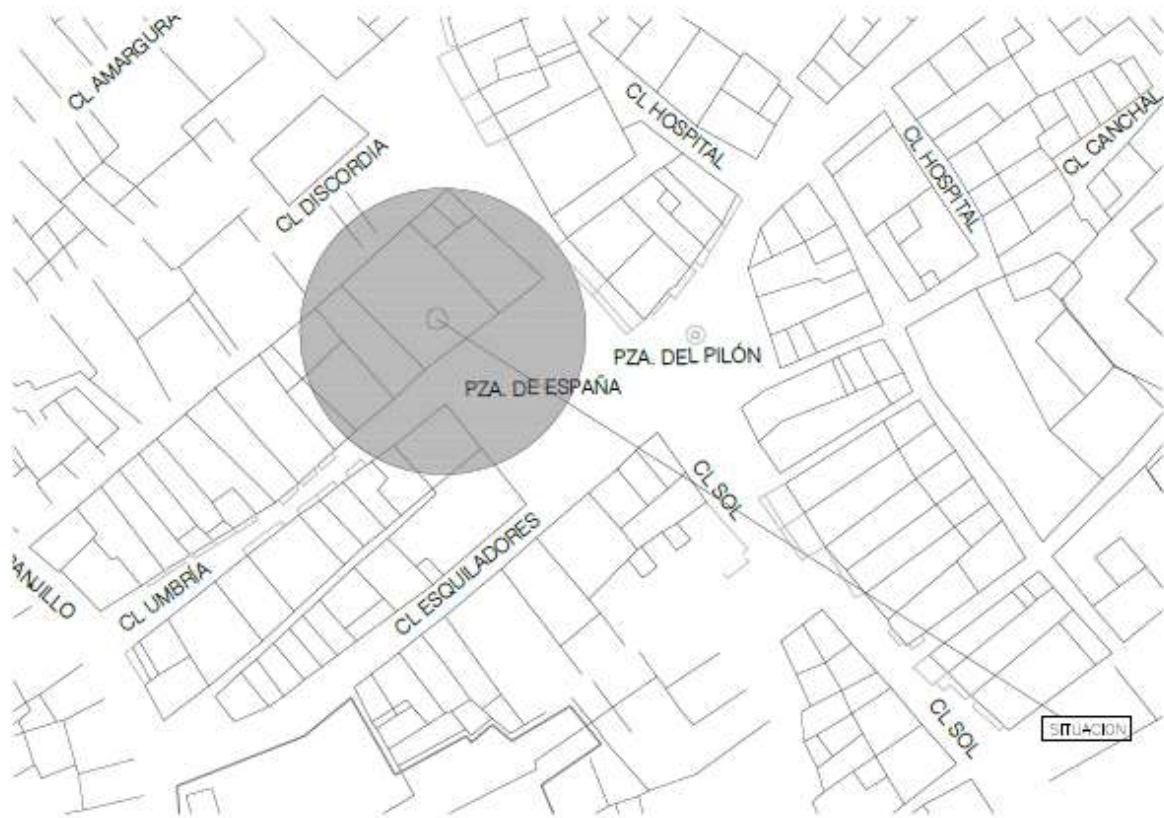 CL AMARGURA
CL HOSPITAL
CL CANCHAL
CL HOSPITAL
CL DISCORDIA
PZA. DEL PILÓN
PZA. DE ESPAÑA
CL SOL
CL ESQUILADORES
CL UMBRÍA
ANJILLO
CL SOL
SITUACION